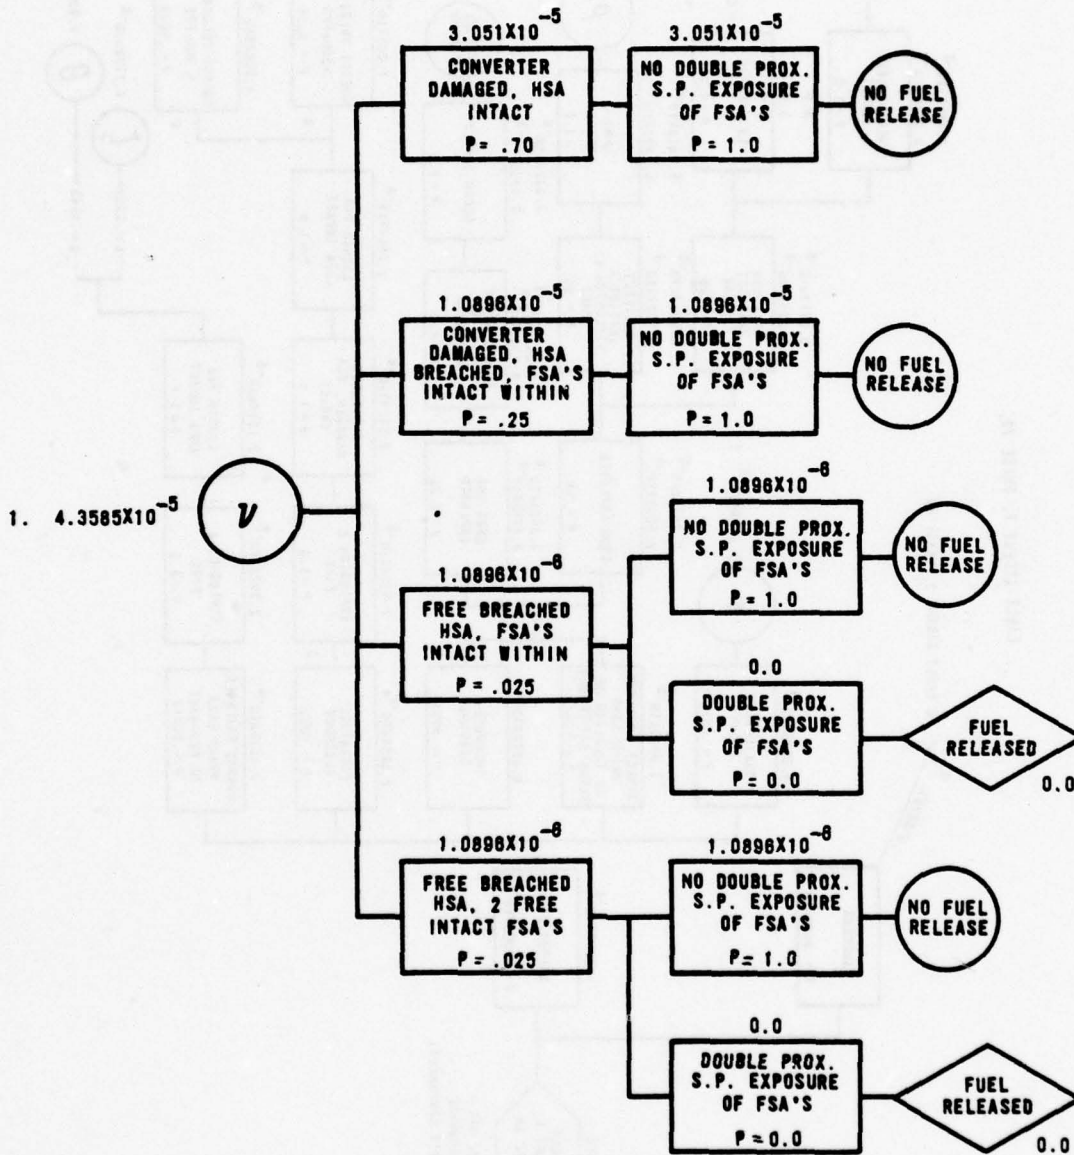 3.051X10⁻⁵
CONVERTER
DAMAGED, HSA
INTACT
P= .70
3.051X10⁻⁵
NO DOUBLE PROX.
S.P. EXPOSURE
OF FSA'S
P=1.0
NO FUEL
RELEASE
1.0896X10⁻⁵
CONVERTER
DAMAGED, HSA
BREACHED, FSA'S
INTACT WITHIN
P= .25
1.0896X10⁻⁵
NO DOUBLE PROX.
S.P. EXPOSURE
OF FSA'S
P=1.0
NO FUEL
RELEASE
1. 4.3585X10⁻⁵
ν
1.0896X10⁻⁶
FREE BREACHED
HSA, FSA'S
INTACT WITHIN
P= .025
1.0896X10⁻⁶
NO DOUBLE PROX.
S.P. EXPOSURE
OF FSA'S
P=1.0
NO FUEL
RELEASE
0.0
DOUBLE PROX.
S.P. EXPOSURE
OF FSA'S
P=0.0
FUEL
RELEASED
0.0
1.0896X10⁻⁶
FREE BREACHED
HSA, 2 FREE
INTACT FSA'S
P= .025
1.0896X10⁻⁶
NO DOUBLE PROX.
S.P. EXPOSURE
OF FSA'S
P=1.0
NO FUEL
RELEASE
0.0
DOUBLE PROX.
S.P. EXPOSURE
OF FSA'S
P=0.0
FUEL
RELEASED
0.0